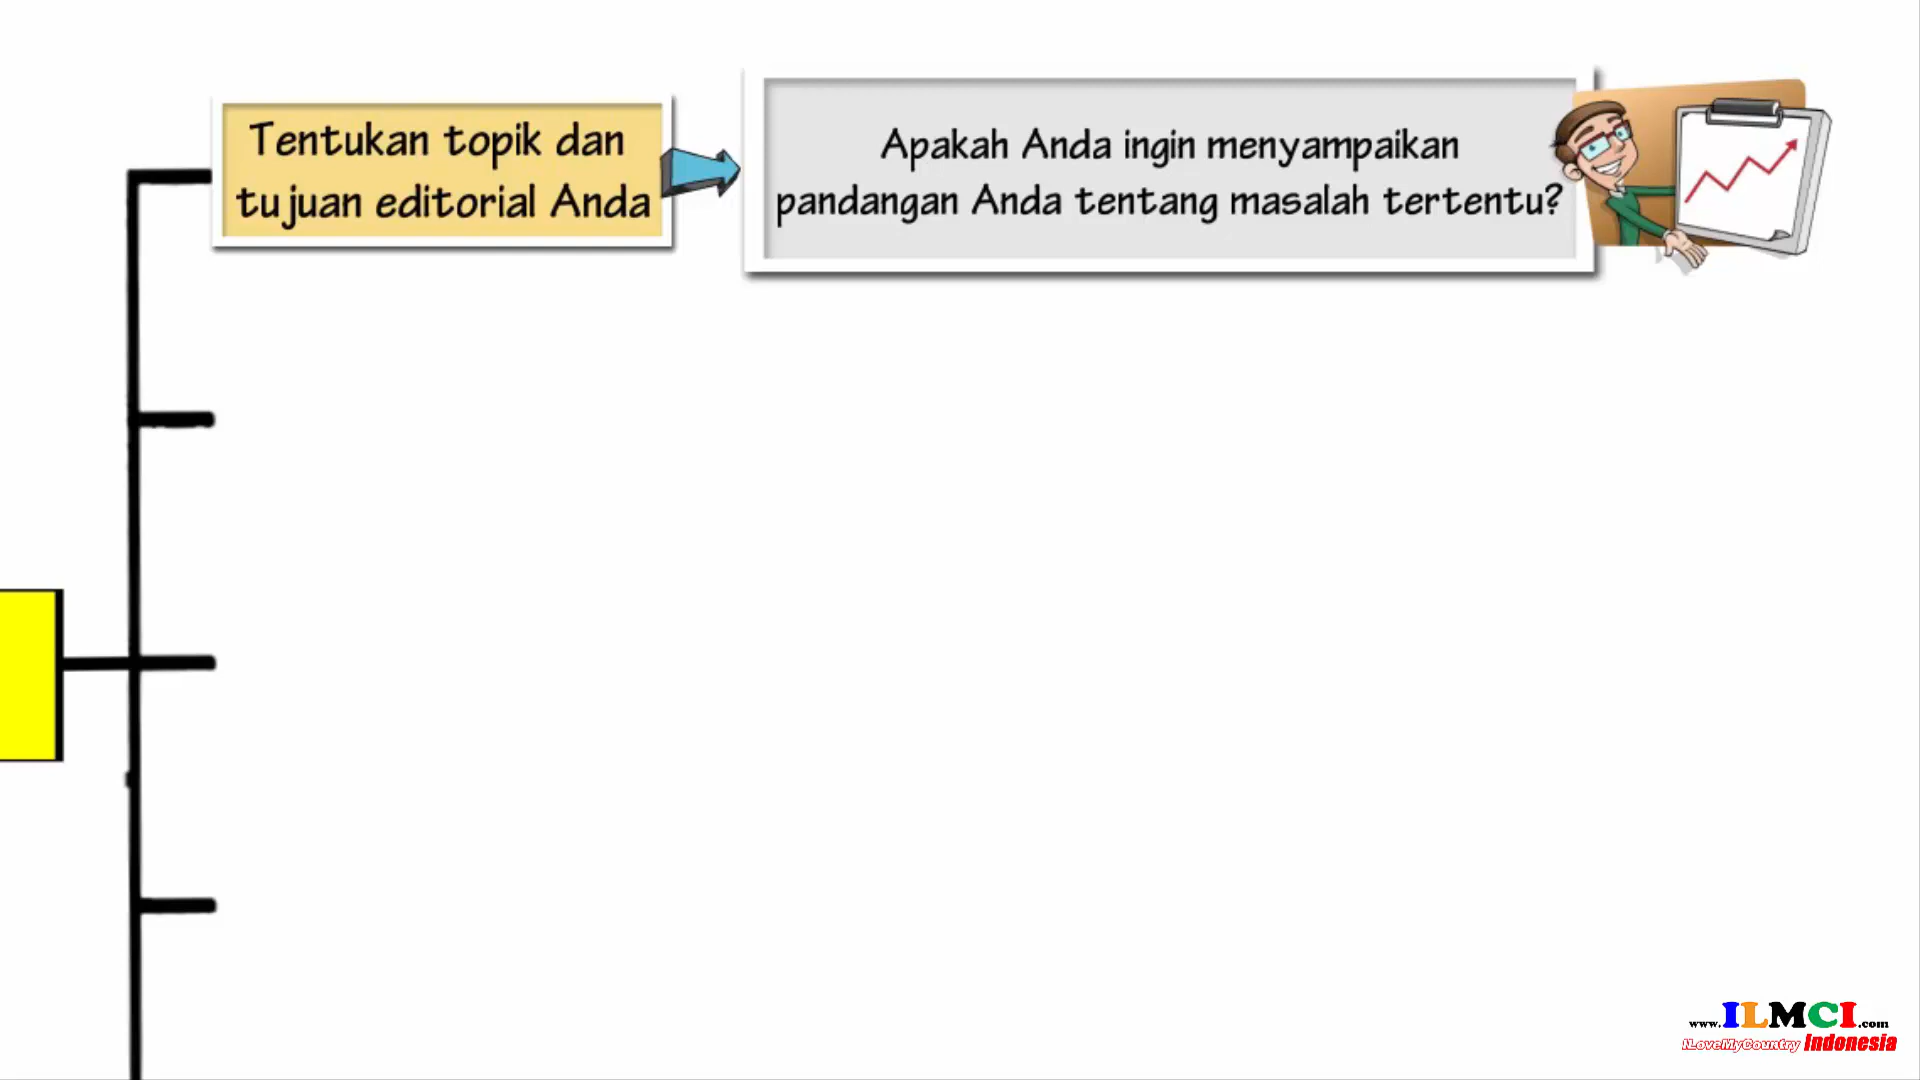 Tentukan topik dan
tujuan editorial Anda
Apakah Anda ingin menyampaikan
pandangan Anda tentang masalah tertentu?
www.ILMCI.com
ILoveMyCountry Indonesia